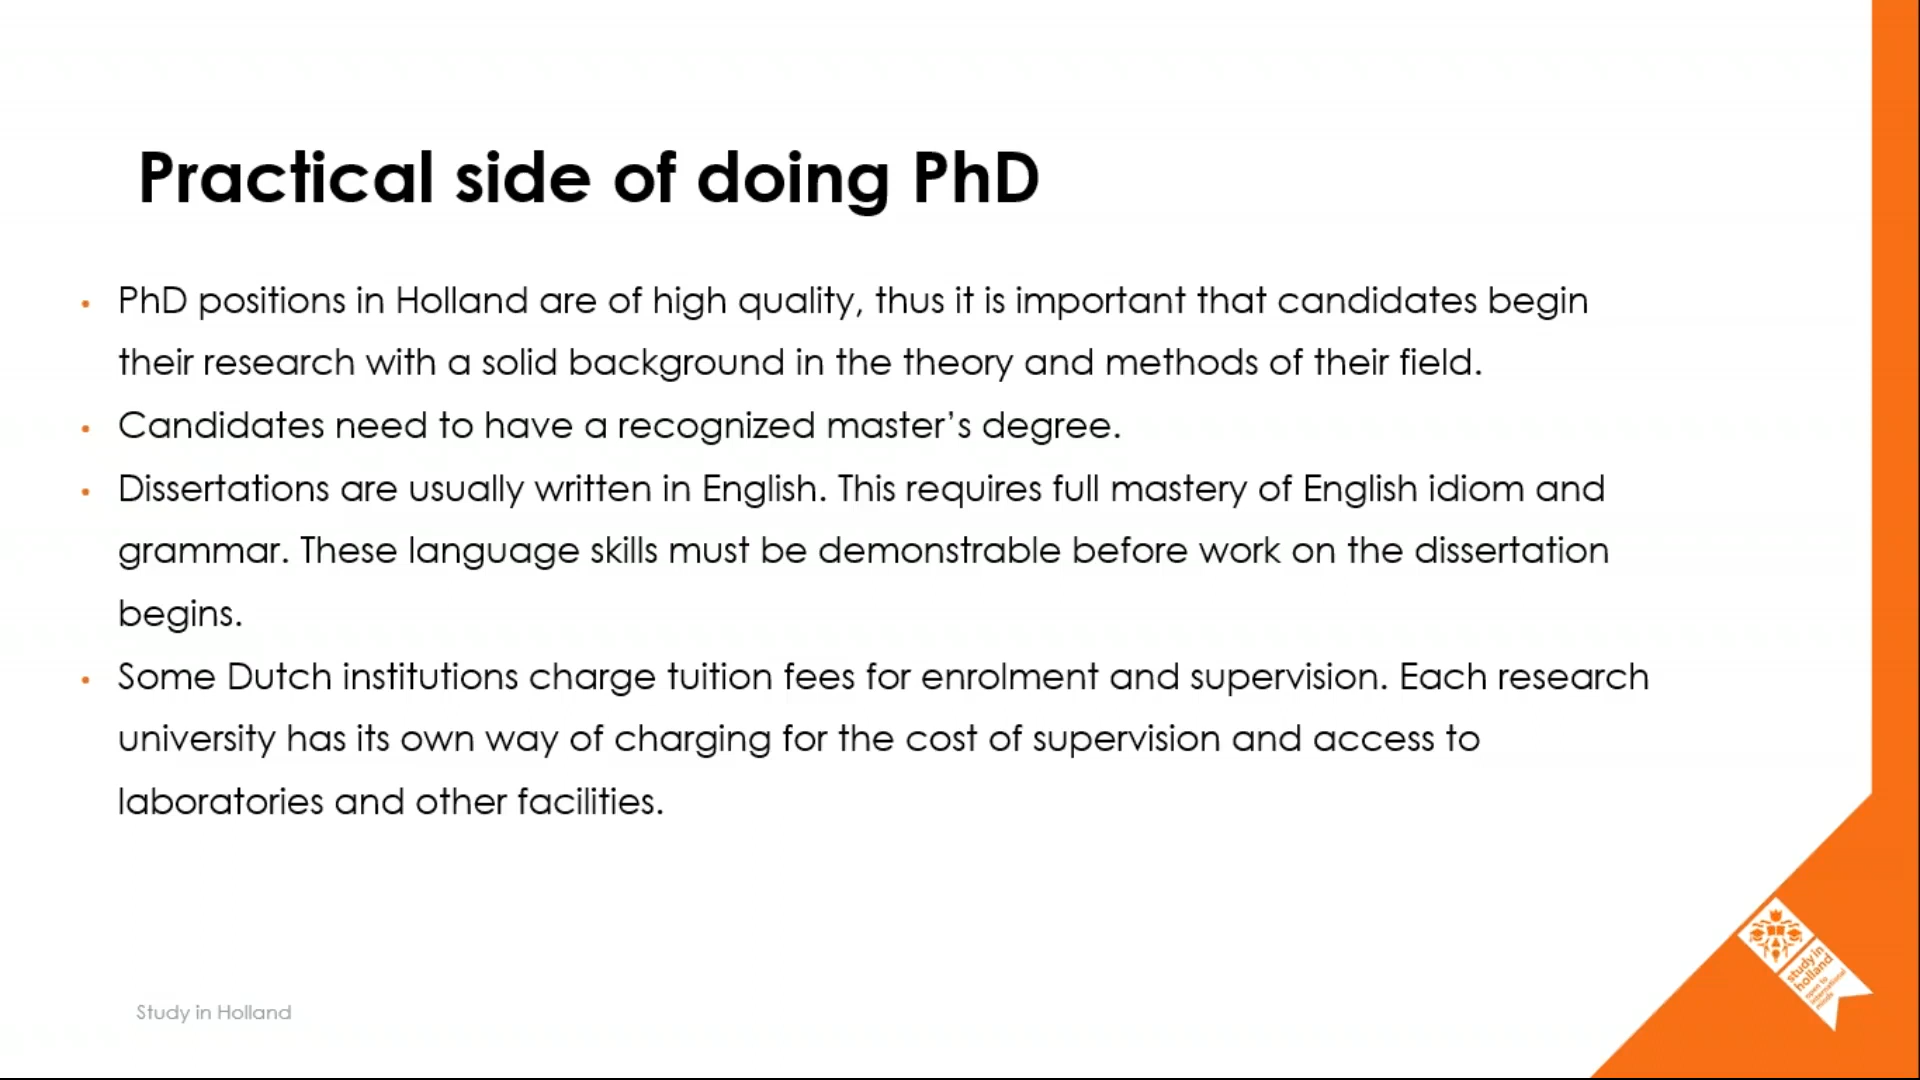 Practical side of doing PhD
• PhD positions in Holland are of high quality, thus it is important that candidates begin
their research with a solid background in the theory and methods of their field.
• Candidates need to have a recognized master’s degree.
• Dissertations are usually written in English. This requires full mastery of English idiom and
grammar. These language skills must be demonstrable before work on the dissertation
begins.
• Some Dutch institutions charge tuition fees for enrolment and supervision. Each research
university has its own way of charging for the cost of supervision and access to
laboratories and other facilities.
study in
holland
open to
international
minds
Study in Holland